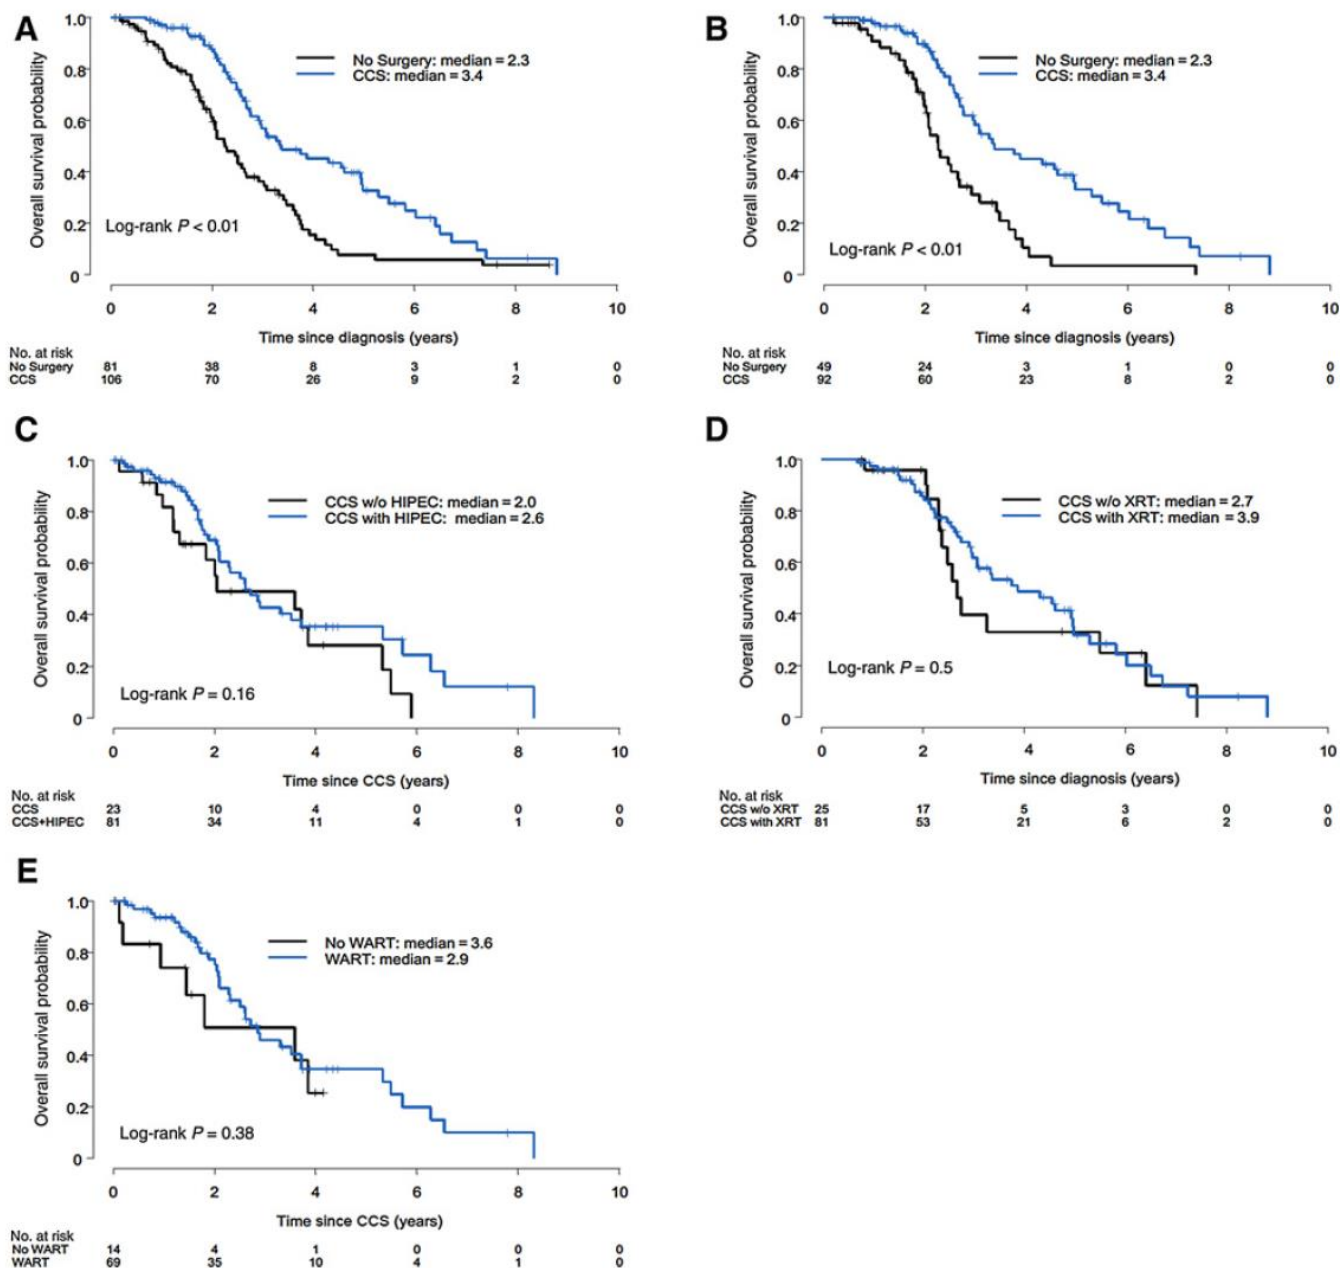 A
Overall survival probability
1.0
0.8
0.6
0.4
0.2
0
No Surgery: median = 2.3
CCS: median = 3.4
Log-rank P < 0.01
0 2 4 6 8 10
Time since diagnosis (years)
No. at risk
No Surgery 81 38 8 3 1 0
CCS 106 70 26 9 2 0
B
Overall survival probability
1.0
0.8
0.6
0.4
0.2
0
No Surgery: median = 2.3
CCS: median = 3.4
Log-rank P < 0.01
0 2 4 6 8 10
Time since diagnosis (years)
No. at risk
No Surgery 49 24 3 1 0 0
CCS 92 60 23 8 2 0
C
Overall survival probability
1.0
0.8
0.6
0.4
0.2
0
CCS w/o HIPEC: median = 2.0
CCS with HIPEC: median = 2.6
Log-rank P = 0.16
0 2 4 6 8 10
Time since CCS (years)
No. at risk
CCS 23 10 4 0 0 0
CCS+HIPEC 81 34 11 4 1 0
D
Overall survival probability
1.0
0.8
0.6
0.4
0.2
0
CCS w/o XRT: median = 2.7
CCS with XRT: median = 3.9
Log-rank P = 0.5
0 2 4 6 8 10
Time since diagnosis (years)
No. at risk
CCS w/o XRT 25 17 5 3 0 0
CCS with XRT 81 53 21 6 2 0
E
Overall survival probability
1.0
0.8
0.6
0.4
0.2
0
No WART: median = 3.6
WART: median = 2.9
Log-rank P = 0.38
0 2 4 6 8 10
Time since CCS (years)
No. at risk
No WART 14 4 1 0 0 0
WART 69 35 10 4 1 0